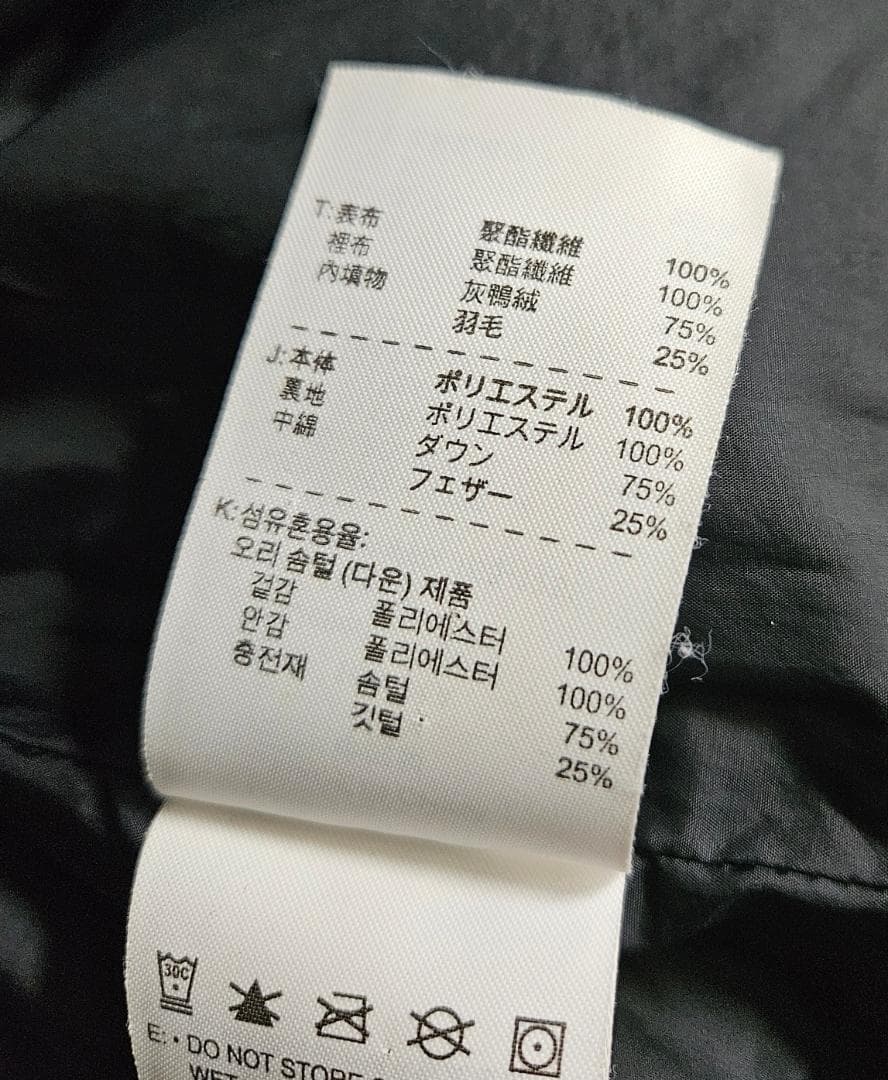 T: 表布 聚酯纖維 100%
裡布 聚酯纖維 100%
內填物 灰鴨絨 75%
羽毛 25%
J: 本体 ポリエステル 100%
裏地 ポリエステル 100%
中綿 ダウン 75%
フェザー 25%
K: 섬유혼용율:
오리 솜털 (다운) 제품
겉감 폴리에스터 100%
안감 폴리에스터 100%
충전재 솜털 75%
깃털 25%
30C
E: • DO NOT STORE
WET